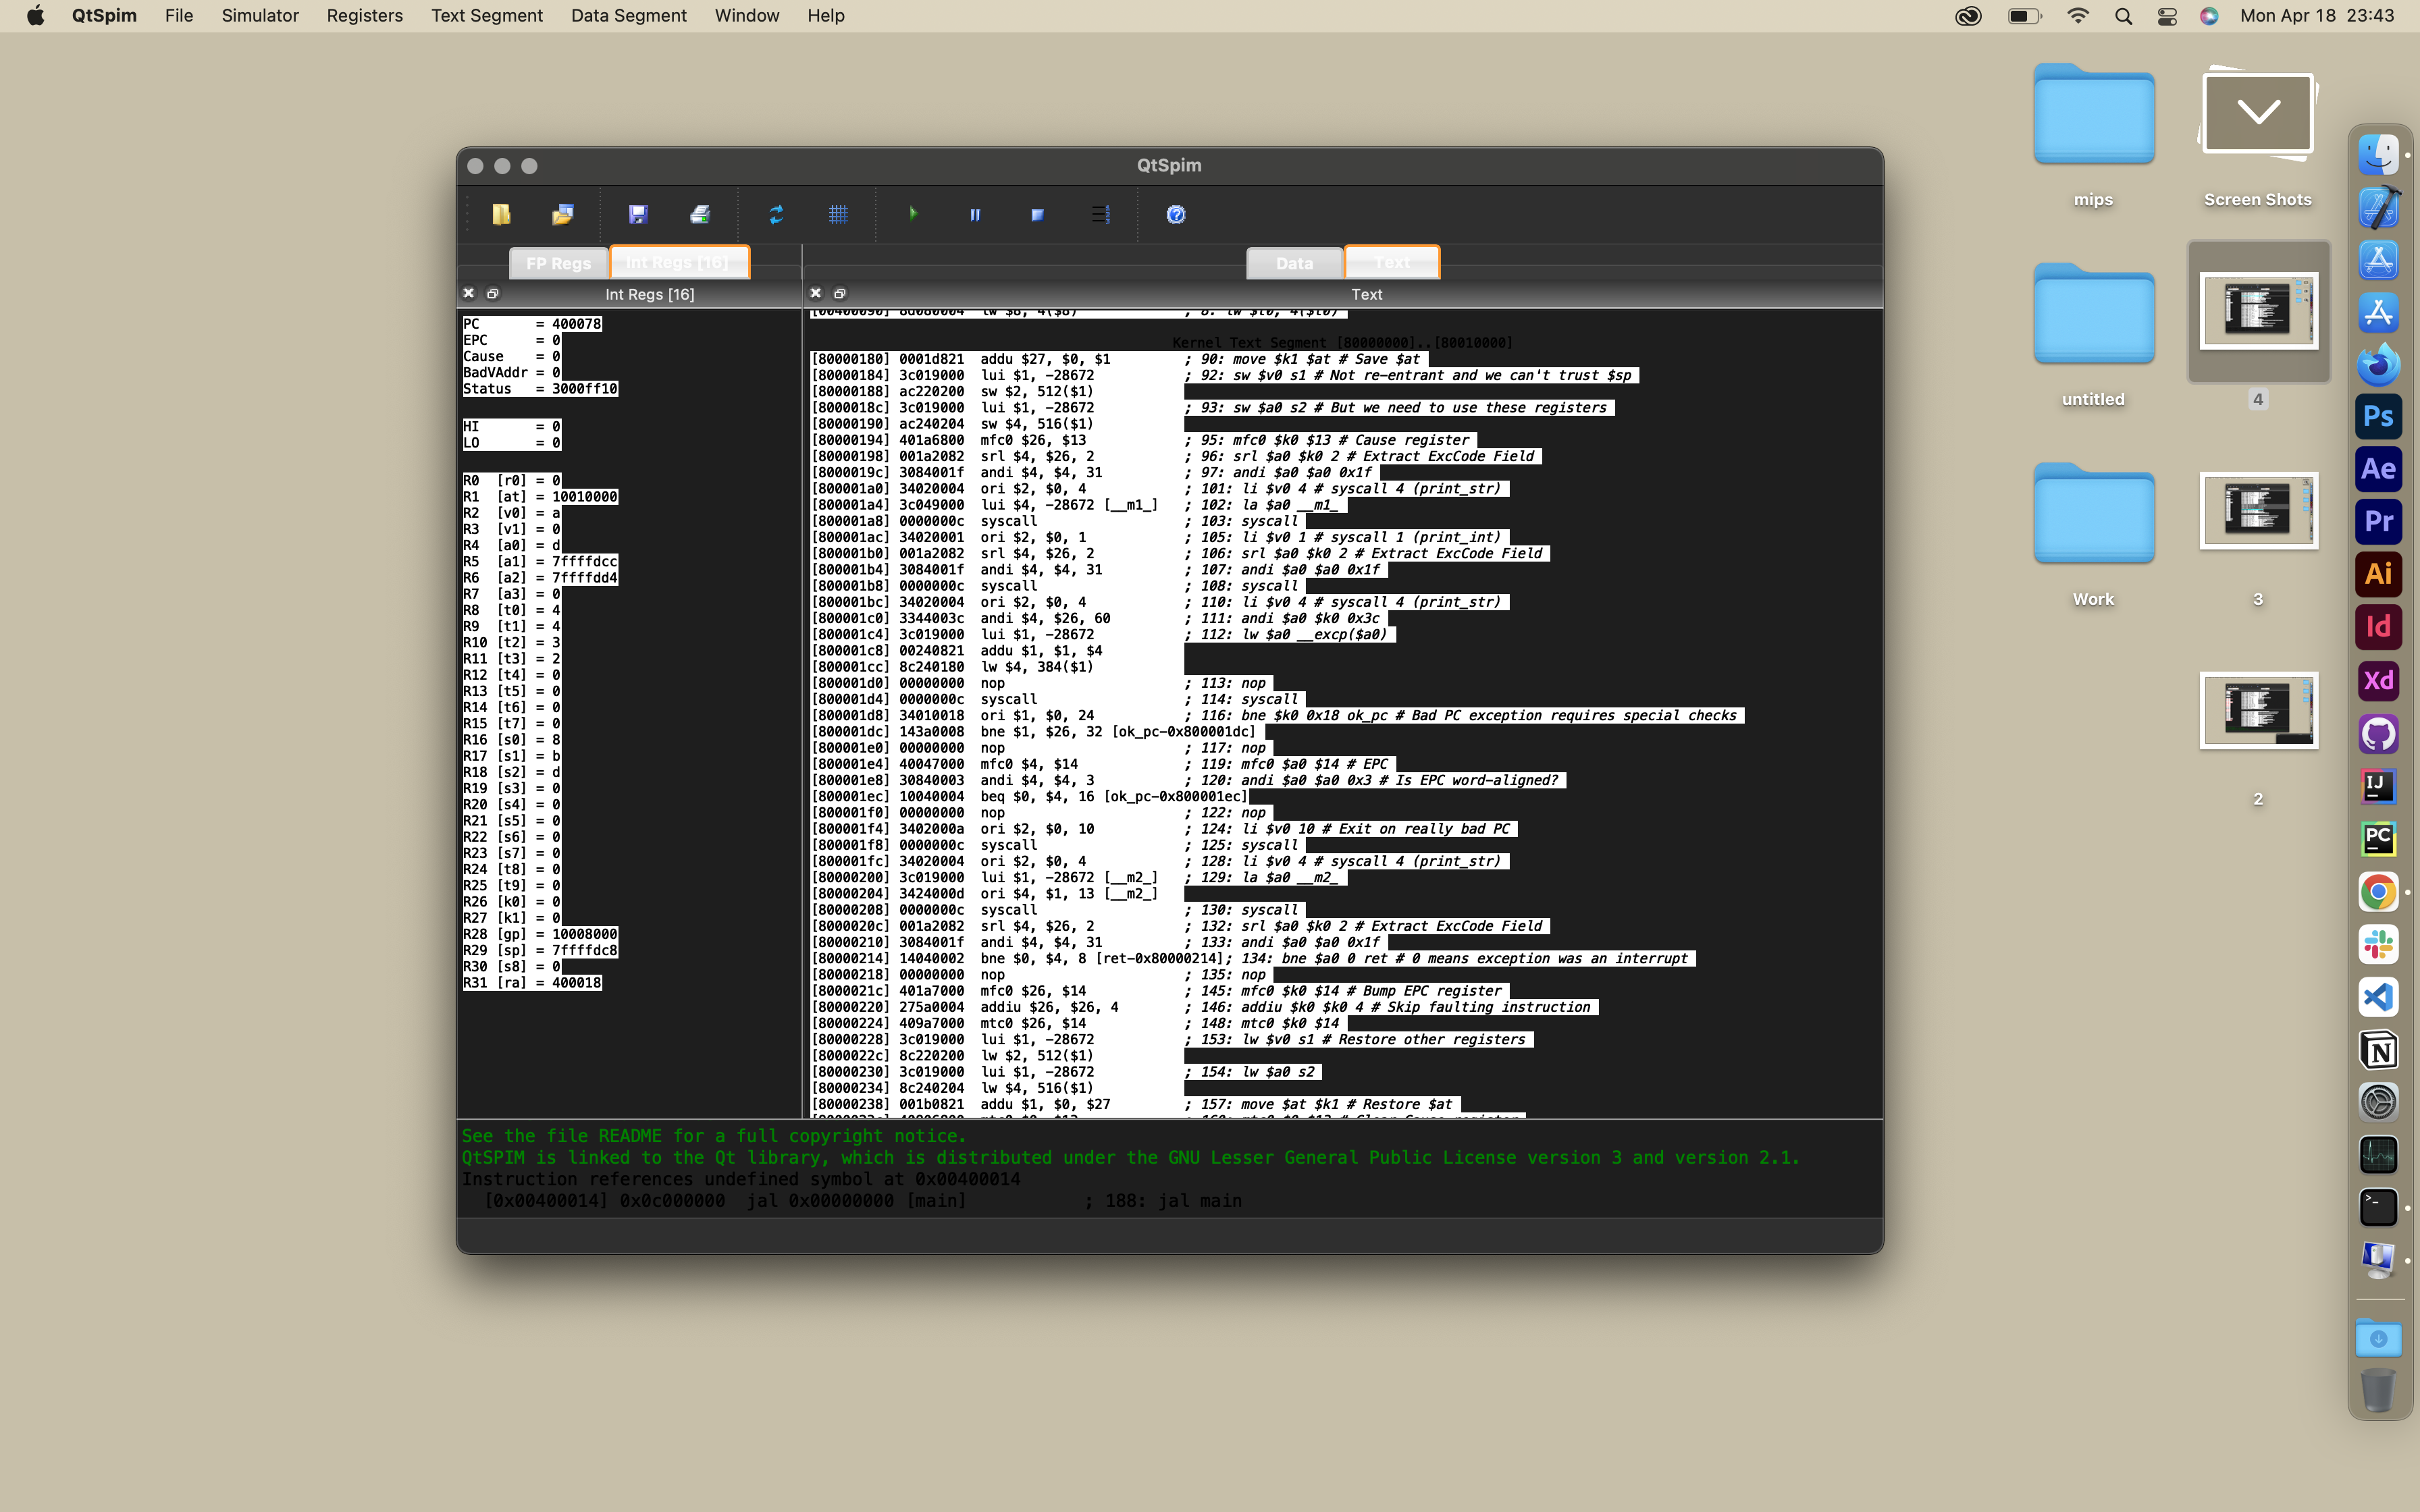 QtSpim File Simulator Registers Text Segment Data Segment Window Help
Mon Apr 18 23:43
QtSpim
FP Regs Int Regs [16]
Data Text
Int Regs [16]
Text
PC = 400078
EPC = 0
Cause = 0
BadVAddr = 0
Status = 3000ff10
HI = 0
LO = 0
R0 [r0] = 0
R1 [at] = 10010000
R2 [v0] = a
R3 [v1] = 0
R4 [a0] = d
R5 [a1] = 7ffffdcc
R6 [a2] = 7ffffdd4
R7 [a3] = 0
R8 [t0] = 4
R9 [t1] = 4
R10 [t2] = 3
R11 [t3] = 2
R12 [t4] = 0
R13 [t5] = 0
R14 [t6] = 0
R15 [t7] = 0
R16 [s0] = 8
R17 [s1] = b
R18 [s2] = d
R19 [s3] = 0
R20 [s4] = 0
R21 [s5] = 0
R22 [s6] = 0
R23 [s7] = 0
R24 [t8] = 0
R25 [t9] = 0
R26 [k0] = 0
R27 [k1] = 0
R28 [gp] = 10008000
R29 [sp] = 7ffffdc8
R30 [s8] = 0
R31 [ra] = 400018
[00400090] 8d080004 lw $8, 4($8) ; 8: lw $t0, 4($t0)
Kernel Text Segment [80000000]..[80010000]
[80000180] 0001d821 addu $27, $0, $1 ; 90: move $k1 $at # Save $at
[80000184] 3c019000 lui $1, -28672 ; 92: sw $v0 s1 # Not re-entrant and we can't trust $sp
[80000188] ac220200 sw $2, 512($1)
[8000018c] 3c019000 lui $1, -28672 ; 93: sw $a0 s2 # But we need to use these registers
[80000190] ac240204 sw $4, 516($1)
[80000194] 401a6800 mfc0 $26, $13 ; 95: mfc0 $k0 $13 # Cause register
[80000198] 001a2082 srl $4, $26, 2 ; 96: srl $a0 $k0 2 # Extract ExcCode Field
[8000019c] 3084001f andi $4, $4, 31 ; 97: andi $a0 $a0 0x1f
[800001a0] 34020004 ori $2, $0, 4 ; 101: li $v0 4 # syscall 4 (print_str)
[800001a4] 3c049000 lui $4, -28672 [__m1_] ; 102: la $a0 __m1_
[800001a8] 0000000c syscall ; 103: syscall
[800001ac] 34020001 ori $2, $0, 1 ; 105: li $v0 1 # syscall 1 (print_int)
[800001b0] 001a2082 srl $4, $26, 2 ; 106: srl $a0 $k0 2 # Extract ExcCode Field
[800001b4] 3084001f andi $4, $4, 31 ; 107: andi $a0 $a0 0x1f
[800001b8] 0000000c syscall ; 108: syscall
[800001bc] 34020004 ori $2, $0, 4 ; 110: li $v0 4 # syscall 4 (print_str)
[800001c0] 3344003c andi $4, $26, 60 ; 111: andi $a0 $k0 0x3c
[800001c4] 3c019000 lui $1, -28672 ; 112: lw $a0 __excp($a0)
[800001c8] 00240821 addu $1, $1, $4
[800001cc] 8c240180 lw $4, 384($1)
[800001d0] 00000000 nop ; 113: nop
[800001d4] 0000000c syscall ; 114: syscall
[800001d8] 34010018 ori $1, $0, 24 ; 116: bne $k0 0x18 ok_pc # Bad PC exception requires special checks
[800001dc] 143a0008 bne $1, $26, 32 [ok_pc-0x800001dc]
[800001e0] 00000000 nop ; 117: nop
[800001e4] 40047000 mfc0 $4, $14 ; 119: mfc0 $a0 $14 # EPC
[800001e8] 30840003 andi $4, $4, 3 ; 120: andi $a0 $a0 0x3 # Is EPC word-aligned?
[800001ec] 10040004 beq $0, $4, 16 [ok_pc-0x800001ec]
[800001f0] 00000000 nop ; 122: nop
[800001f4] 3402000a ori $2, $0, 10 ; 124: li $v0 10 # Exit on really bad PC
[800001f8] 0000000c syscall ; 125: syscall
[800001fc] 34020004 ori $2, $0, 4 ; 128: li $v0 4 # syscall 4 (print_str)
[80000200] 3c019000 lui $1, -28672 [__m2_] ; 129: la $a0 __m2_
[80000204] 3424000d ori $4, $1, 13 [__m2_]
[80000208] 0000000c syscall ; 130: syscall
[8000020c] 001a2082 srl $4, $26, 2 ; 132: srl $a0 $k0 2 # Extract ExcCode Field
[80000210] 3084001f andi $4, $4, 31 ; 133: andi $a0 $a0 0x1f
[80000214] 14040002 bne $0, $4, 8 [ret-0x80000214]; 134: bne $a0 0 ret # 0 means exception was an interrupt
[80000218] 00000000 nop ; 135: nop
[8000021c] 401a7000 mfc0 $26, $14 ; 145: mfc0 $k0 $14 # Bump EPC register
[80000220] 275a0004 addiu $26, $26, 4 ; 146: addiu $k0 $k0 4 # Skip faulting instruction
[80000224] 409a7000 mtc0 $26, $14 ; 148: mtc0 $k0 $14
[80000228] 3c019000 lui $1, -28672 ; 153: lw $v0 s1 # Restore other registers
[8000022c] 8c220200 lw $2, 512($1)
[80000230] 3c019000 lui $1, -28672 ; 154: lw $a0 s2
[80000234] 8c240204 lw $4, 516($1)
[80000238] 001b0821 addu $1, $0, $27 ; 157: move $at $k1 # Restore $at
See the file README for a full copyright notice.
QtSPIM is linked to the Qt library, which is distributed under the GNU Lesser General Public License version 3 and version 2.1.
Instruction references undefined symbol at 0x00400014
[0x00400014] 0x0c000000 jal 0x00000000 [main] ; 188: jal main
mips
Screen Shots
untitled
4
Work
3
2
Ps
Ae
Pr
Ai
Id
Xd
IJ
PC